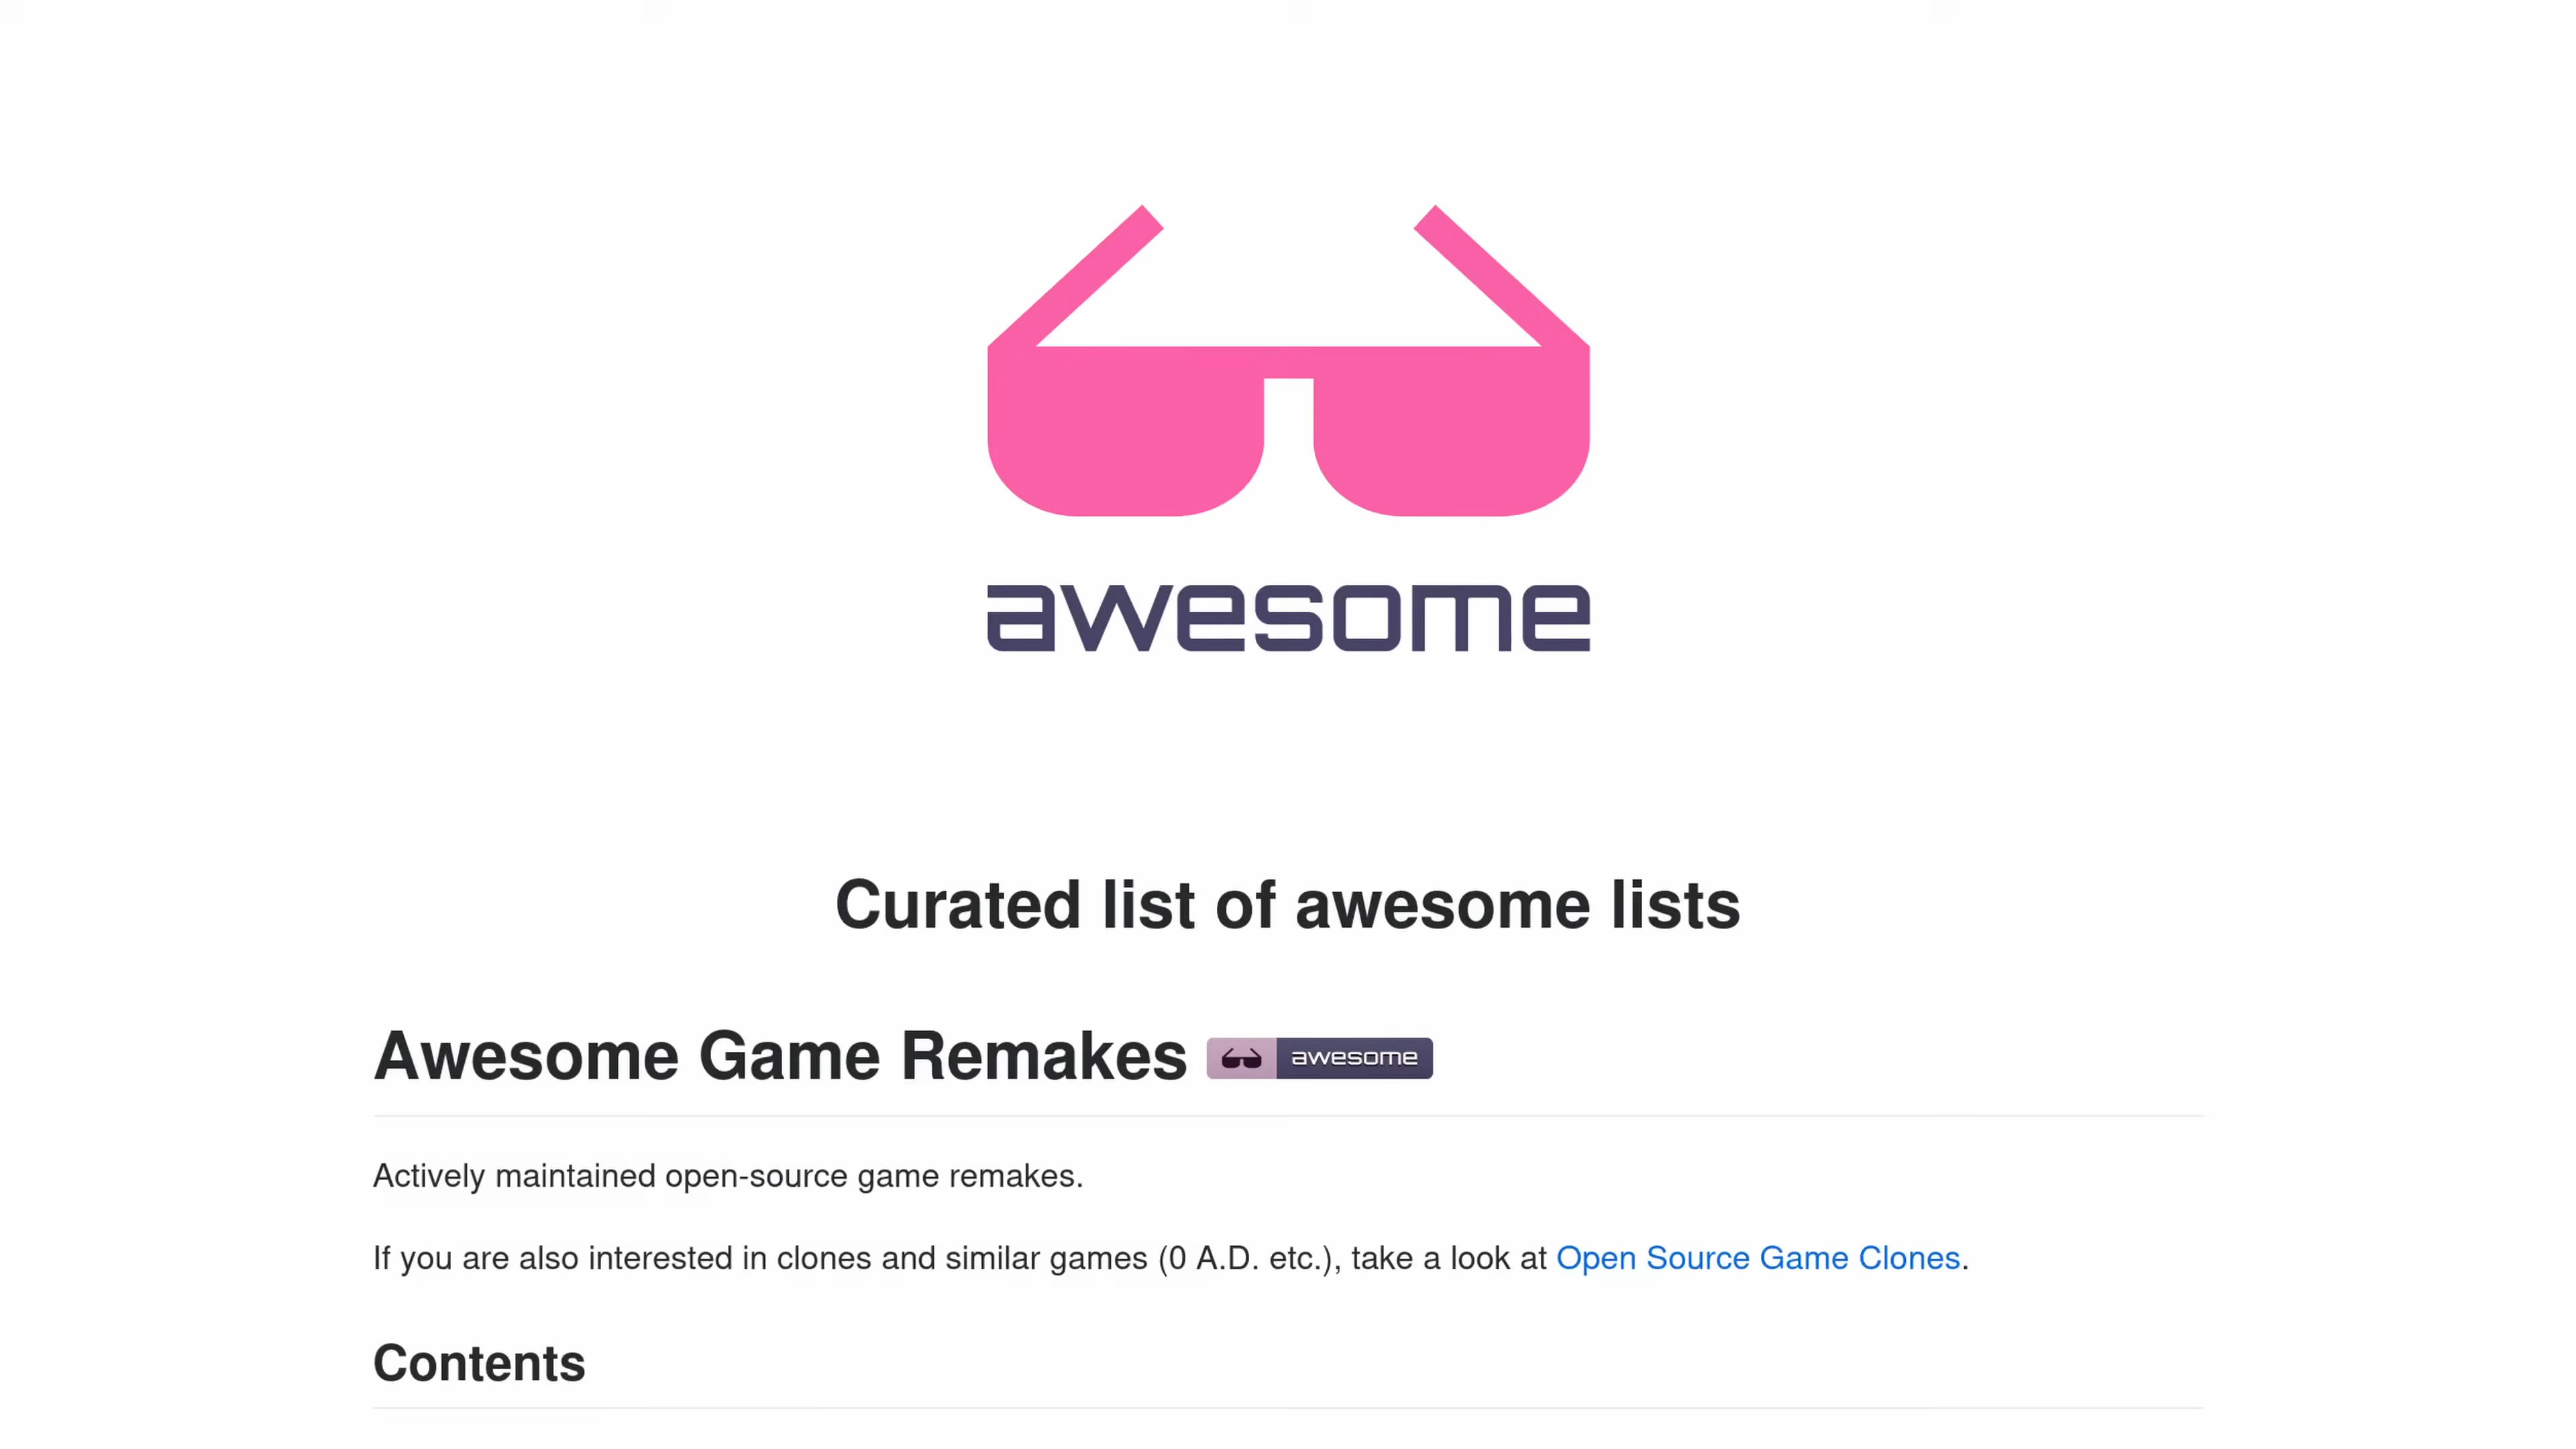 awesome
Curated list of awesome lists
Awesome Game Remakes awesome
Actively maintained open-source game remakes.
If you are also interested in clones and similar games (0 A.D. etc.), take a look at Open Source Game Clones.
Contents